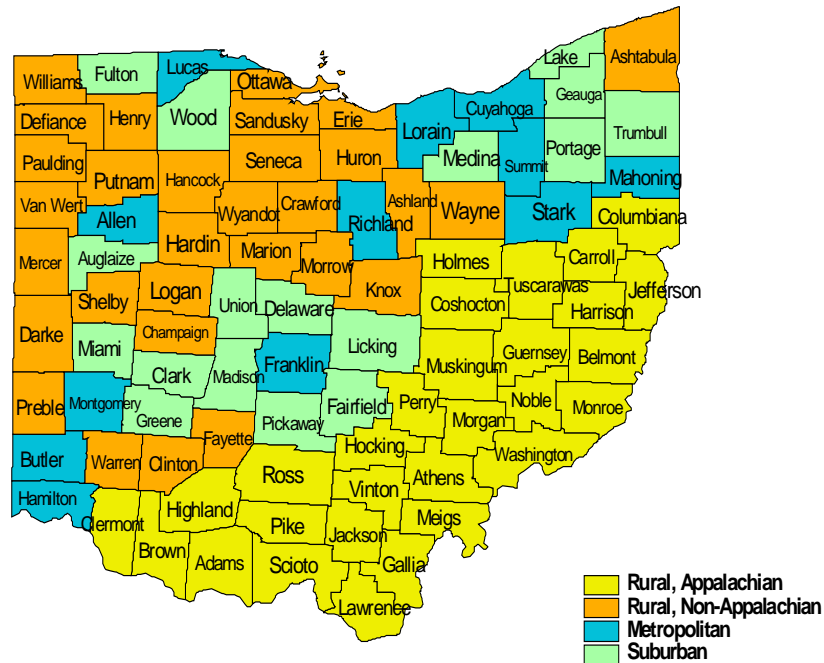 Lake
Ashtabula
Lucas
Fulton
Williams
Ottawa
Geauga
Cuyahoga
Henry
Wood
Defiance
Sandusky
Erie
Lorain
Trumbull
Portage
Medina
Summit
Paulding
Seneca
Huron
Putnam
Hancock
Mahoning
Van Wert
Wyandot
Crawford
Ashland
Richland
Wayne
Stark
Allen
Columbiana
Hardin
Marion
Mercer
Auglaize
Morrow
Holmes
Carroll
Tuscarawas
Jefferson
Logan
Shelby
Union
Delaware
Knox
Coshocton
Harrison
Darke
Champaign
Miami
Licking
Franklin
Guernsey
Belmont
Muskingum
Clark
Madison
Preble
Montgomery
Greene
Pickaway
Fairfield
Perry
Noble
Monroe
Morgan
Fayette
Hocking
Washington
Butler
Warren
Clinton
Ross
Athens
Vinton
Hamilton
Highland
Clermont
Pike
Jackson
Meigs
Brown
Adams
Scioto
Gallia
Lawrence
Rural, Appalachian
Rural, Non-Appalachian
Metropolitan
Suburban